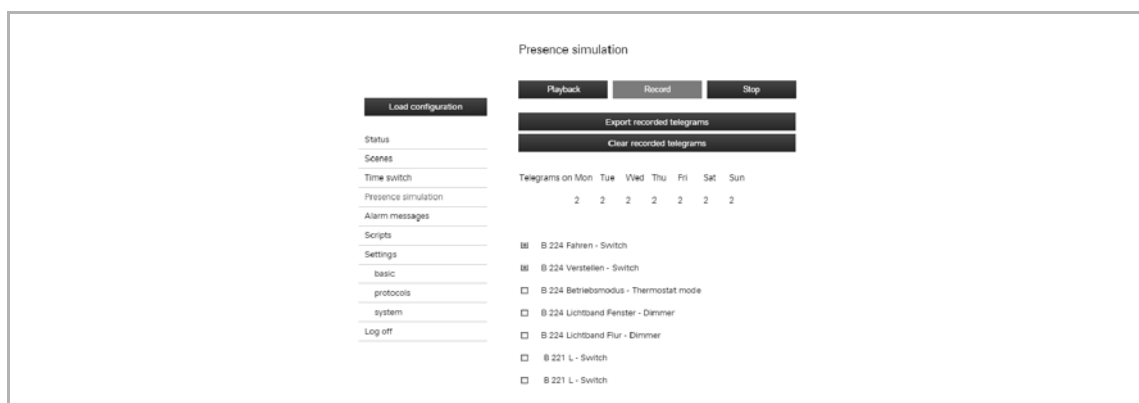 Presence simulation
Playback Record Stop
Load configuration
Export recorded telegrams
Clear recorded telegrams
Status
Scenes
Time switch
Presence simulation
Alarm messages
Scripts
Settings
basic
protocols
system
Log off
Telegrams on Mon Tue Wed Thu Fri Sat Sun
2 2 2 2 2 2 2
B 224 Fahren - Switch
B 224 Verstellen - Switch
B 224 Betriebsmodus - Thermostat mode
B 224 Lichtband Fenster - Dimmer
B 224 Lichtband Flur - Dimmer
B 221 L - Switch
B 221 L - Switch